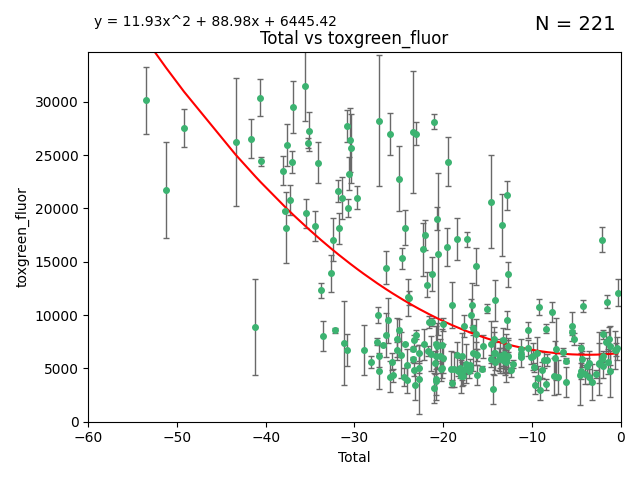 y = 11.93x^2 + 88.98x + 6445.42
N = 221
Total vs toxgreen_fluor
toxgreen_fluor
30000
25000
20000
15000
10000
5000
0
−60
−50
−40
−30
−20
−10
0
Total